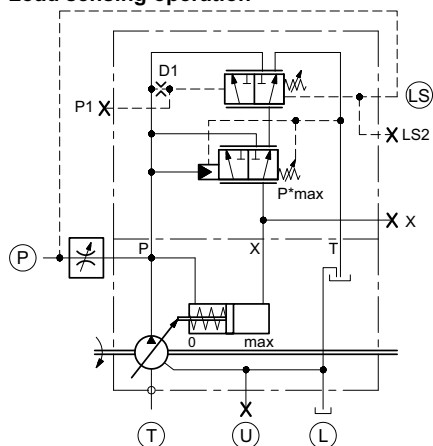 Load sensing operation
D1
P1
LS
LS2
P*max
X
P
P
X
T
0 max
T
U
L